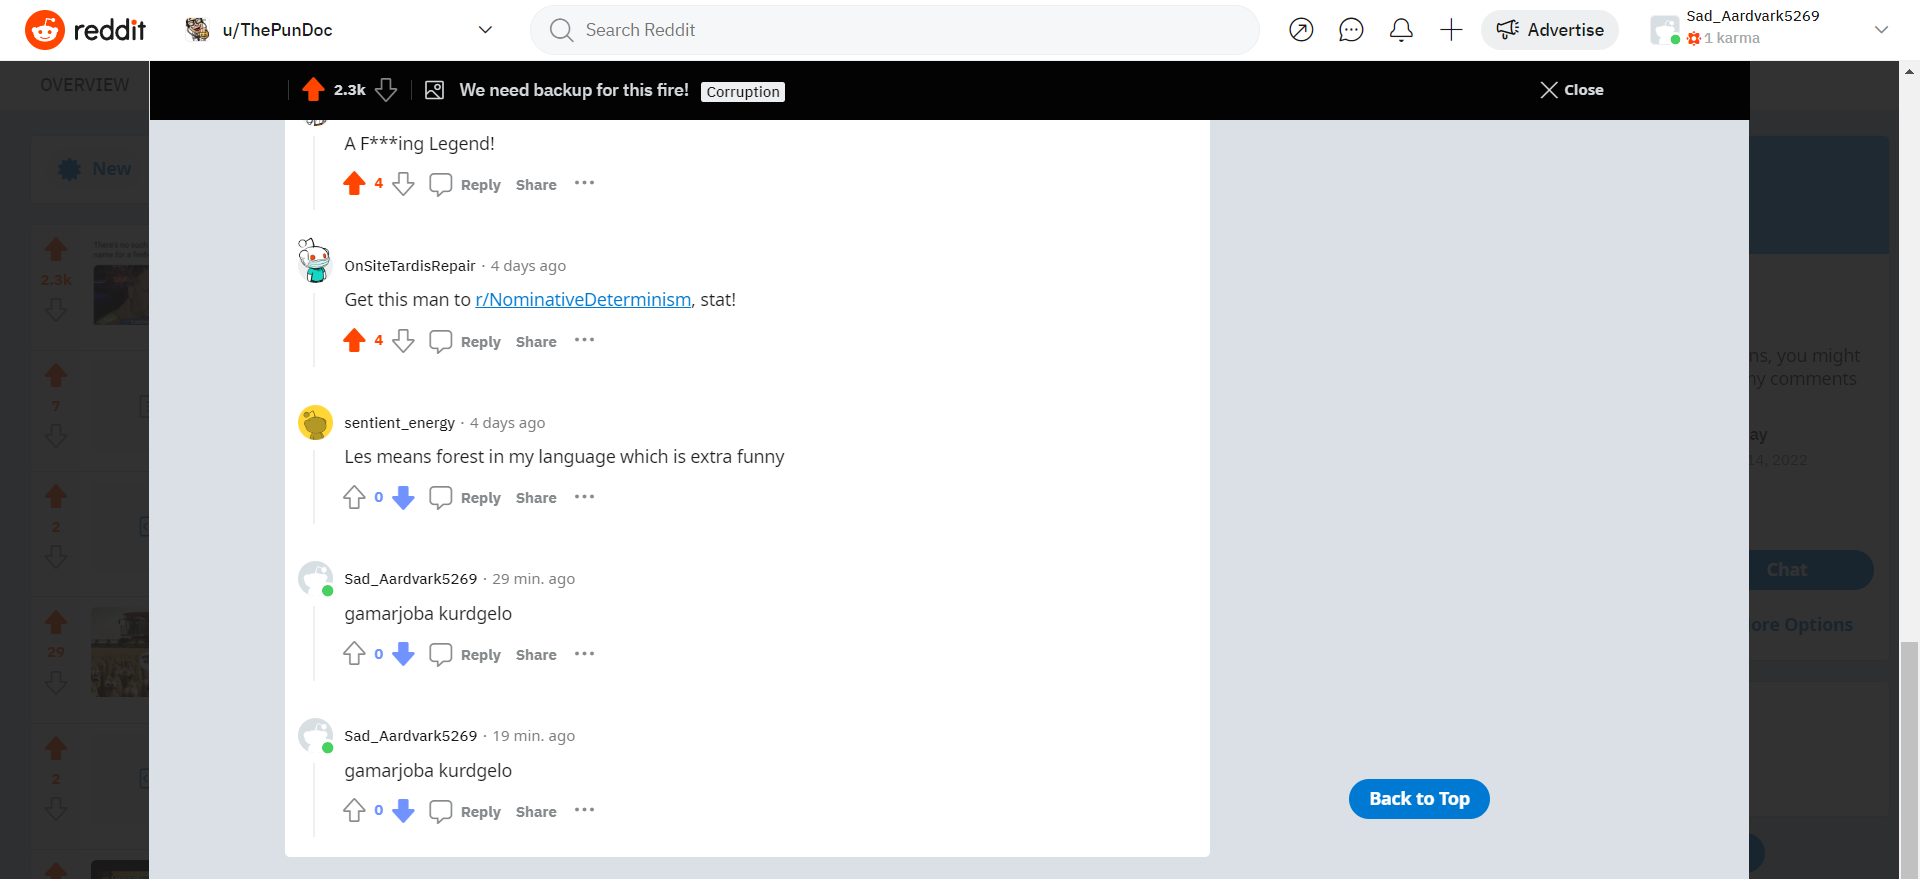 reddit
u/ThePunDoc
Search Reddit
Advertise
Sad_Aardvark5269
1 karma
OVERVIEW
2.3k
We need backup for this fire!
Corruption
Close
New
A F***ing Legend!
4
Reply
Share
OnSiteTardisRepair · 4 days ago
Get this man to r/NominativeDeterminism, stat!
4
Reply
Share
sentient_energy · 4 days ago
Les means forest in my language which is extra funny
0
Reply
Share
Sad_Aardvark5269 · 29 min. ago
gamarjoba kurdgelo
0
Reply
Share
Sad_Aardvark5269 · 19 min. ago
gamarjoba kurdgelo
0
Reply
Share
Back to Top
2.3k
7
2
29
2
you might
comments
14, 2022
Chat
Options